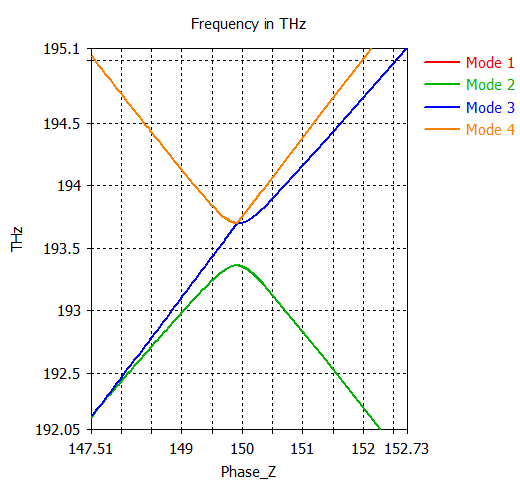 Frequency in THz
195.1
194.5
194
193.5
193
192.5
192.05
THz
147.51 149 150 151 152 152.73
Phase_Z
Mode 1
Mode 2
Mode 3
Mode 4